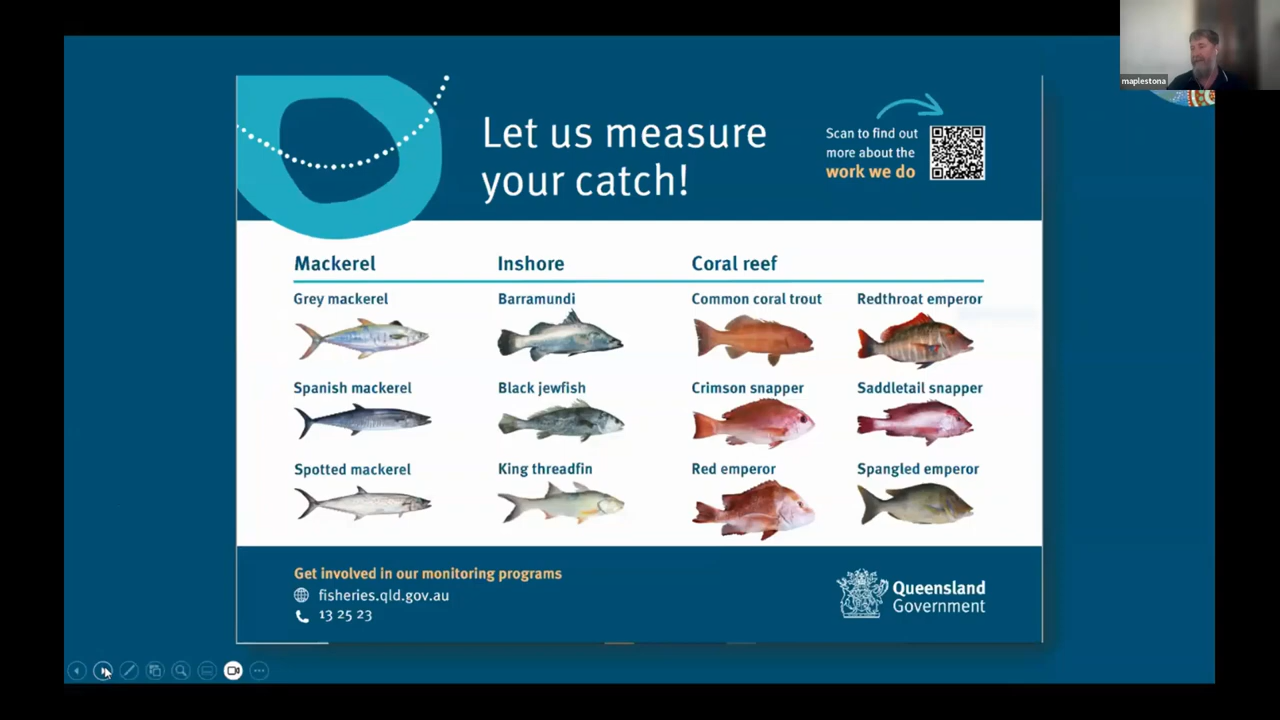 maplestona
Let us measure
your catch!
Scan to find out
more about the
work we do
Mackerel
Inshore
Coral reef
Grey mackerel
Barramundi
Common coral trout
Redthroat emperor
Spanish mackerel
Black jewfish
Crimson snapper
Saddletail snapper
Spotted mackerel
King threadfin
Red emperor
Spangled emperor
Get involved in our monitoring programs
fisheries.qld.gov.au
13 25 23
Queensland
Government